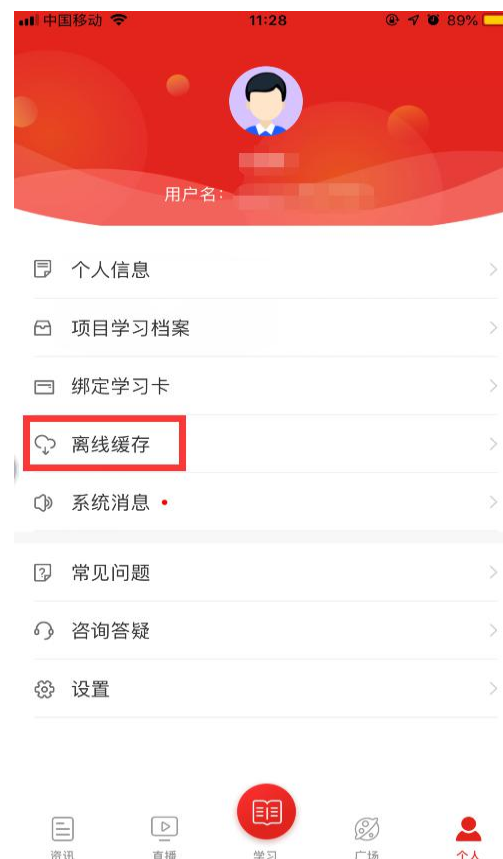 中国移动 11:28 89%
用户名:
个人信息
项目学习档案
绑定学习卡
离线缓存
系统消息
常见问题
咨询答疑
设置
资讯 直播 学习 广场 个人